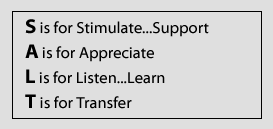 S is for Stimulate...Support
A is for Appreciate
L is for Listen...Learn
T is for Transfer